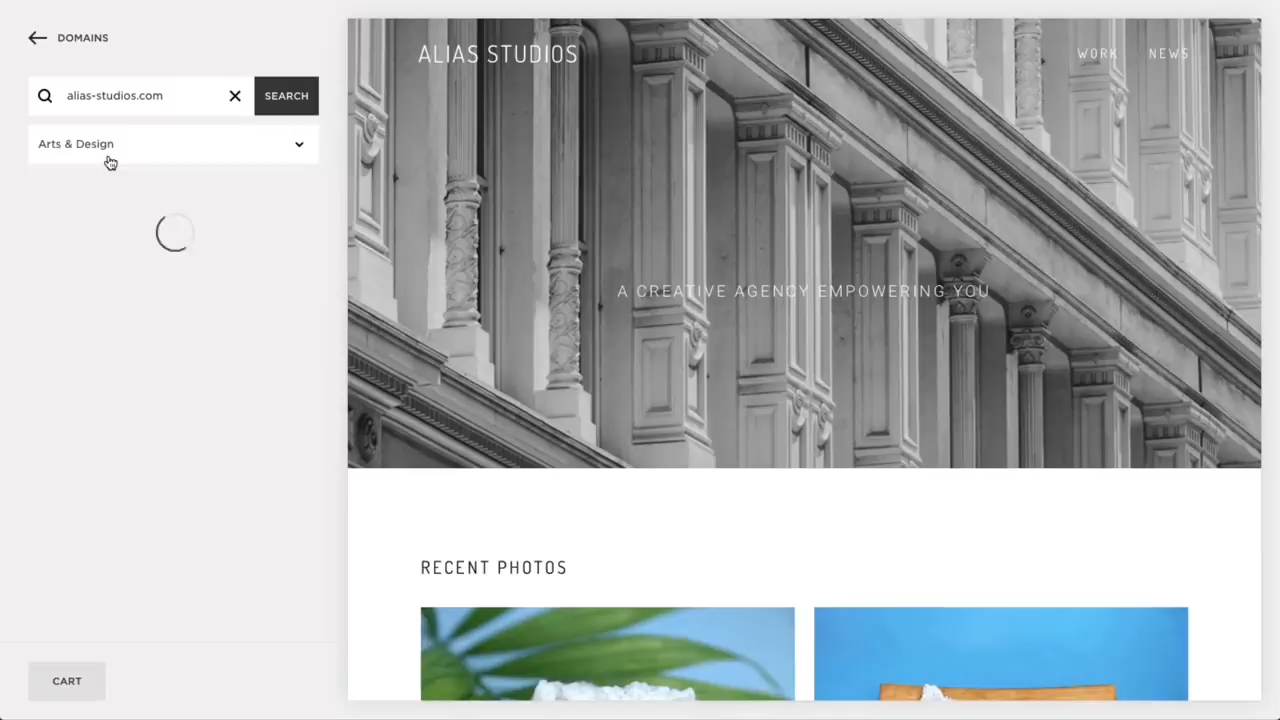 DOMAINS
alias-studios.com
SEARCH
Arts & Design
CART
ALIAS STUDIOS
WORK NEWS
A CREATIVE AGENCY EMPOWERING YOU
RECENT PHOTOS